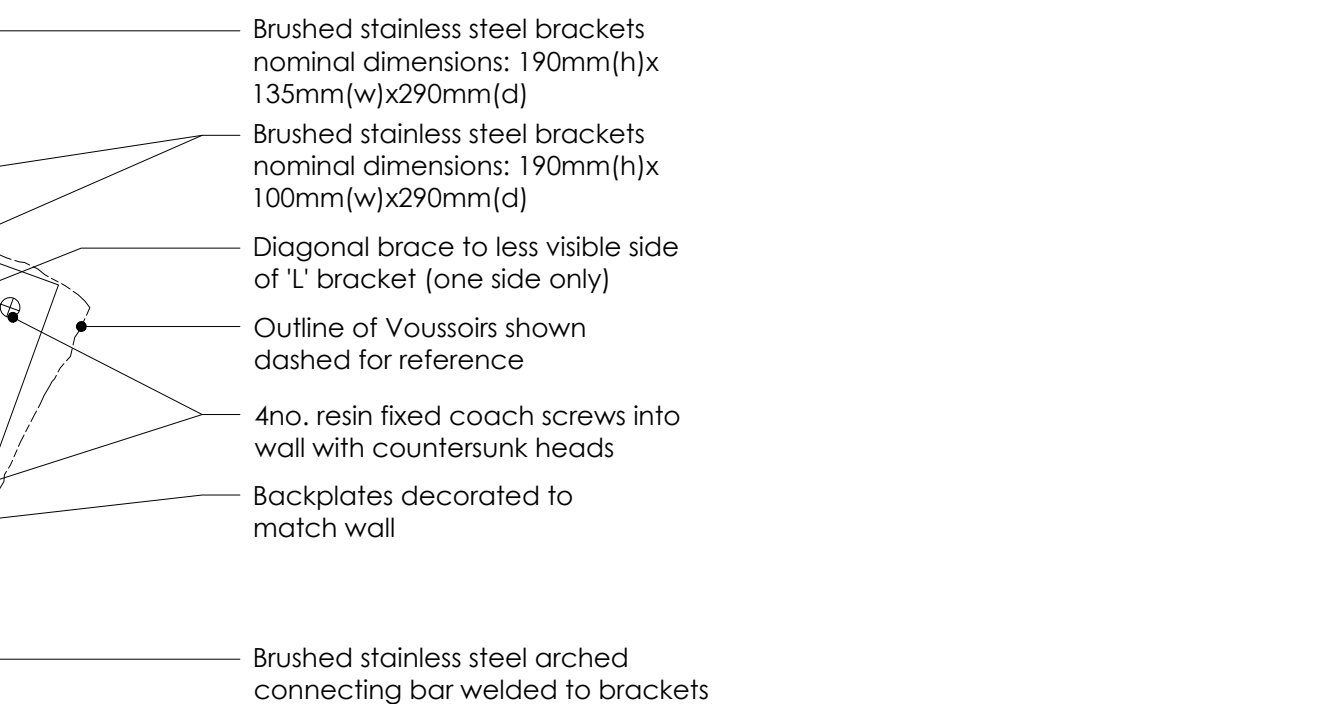 Brushed stainless steel brackets
nominal dimensions: 190mm(h)x
135mm(w)x290mm(d)
Brushed stainless steel brackets
nominal dimensions: 190mm(h)x
100mm(w)x290mm(d)
Diagonal brace to less visible side
of 'L' bracket (one side only)
Outline of Voussoirs shown
dashed for reference
4no. resin fixed coach screws into
wall with countersunk heads
Backplates decorated to
match wall
Brushed stainless steel arched
connecting bar welded to brackets